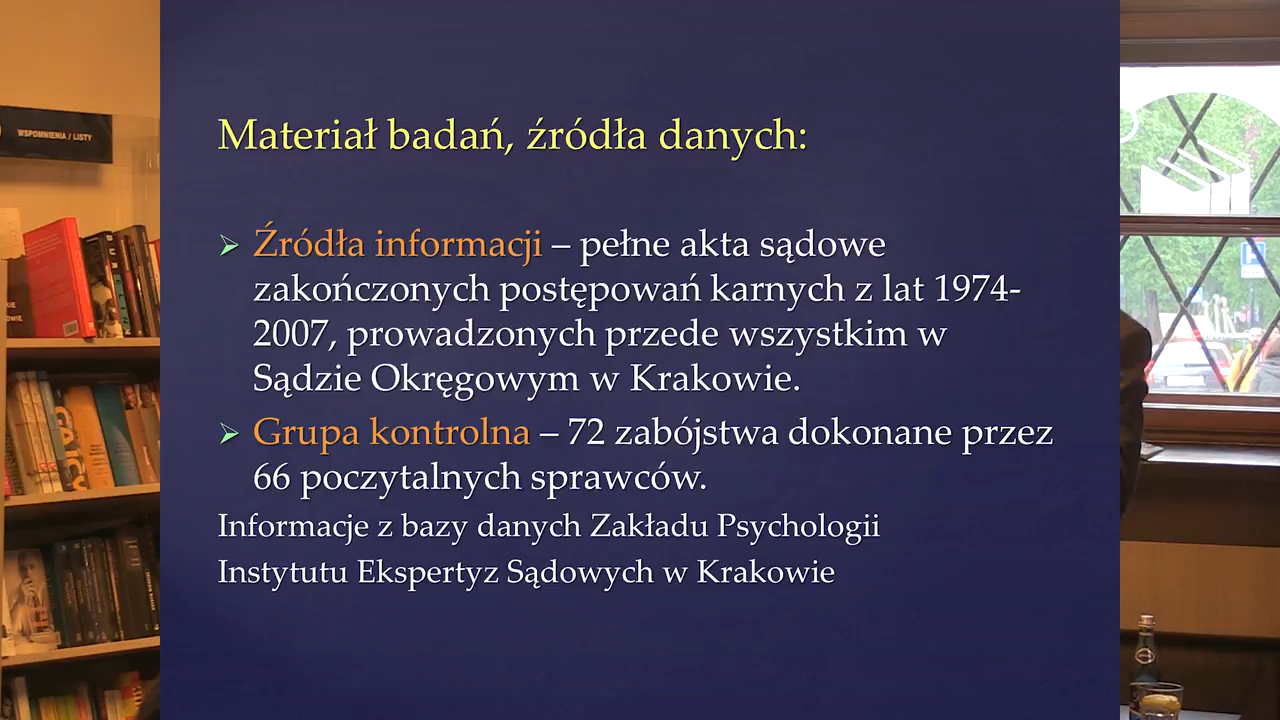 WSPOMNIENIA / LISTY
Materiał badań, źródła danych:
Źródła informacji – pełne akta sądowe
zakończonych postępowań karnych z lat 1974-
2007, prowadzonych przede wszystkim w
Sądzie Okręgowym w Krakowie.
Grupa kontrolna – 72 zabójstwa dokonane przez
66 poczytalnych sprawców.
Informacje z bazy danych Zakładu Psychologii
Instytutu Ekspertyz Sądowych w Krakowie